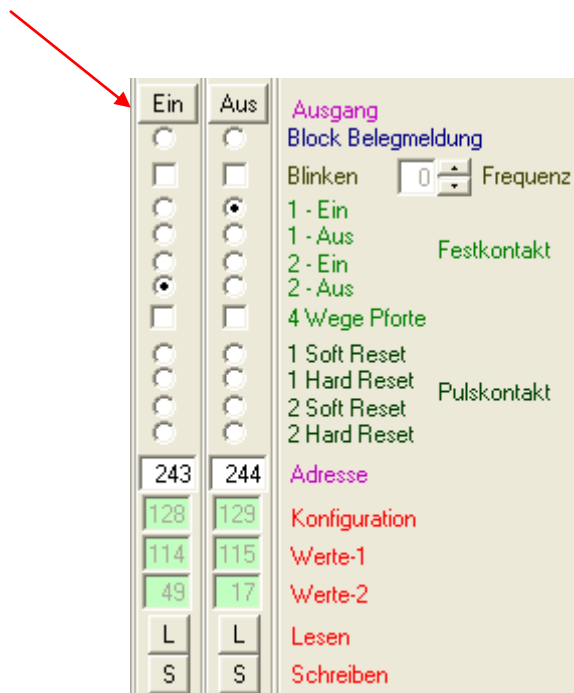 Ein Aus Ausgang
Block Belegmeldung
Blinken 0 Frequenz
1 - Ein
1 - Aus
Festkontakt
2 - Ein
2 - Aus
4 Wege Pforte
1 Soft Reset
1 Hard Reset
Pulskontakt
2 Soft Reset
2 Hard Reset
243 244 Adresse
128 129 Konfiguration
114 115 Werte-1
49 17 Werte-2
L L Lesen
S S Schreiben